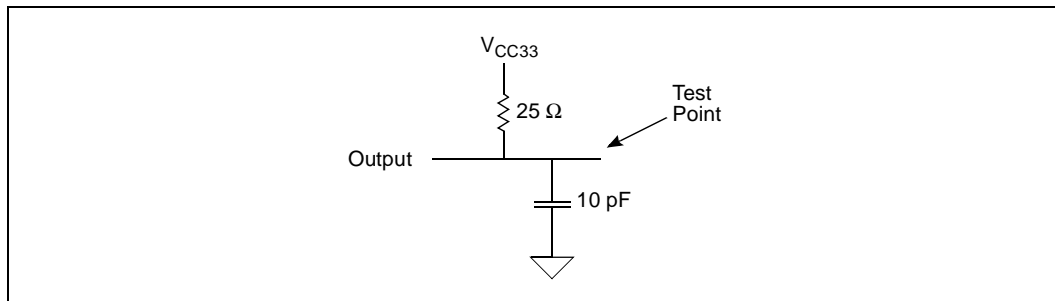 VCC33
25 Ω
Test
Point
Output
10 pF